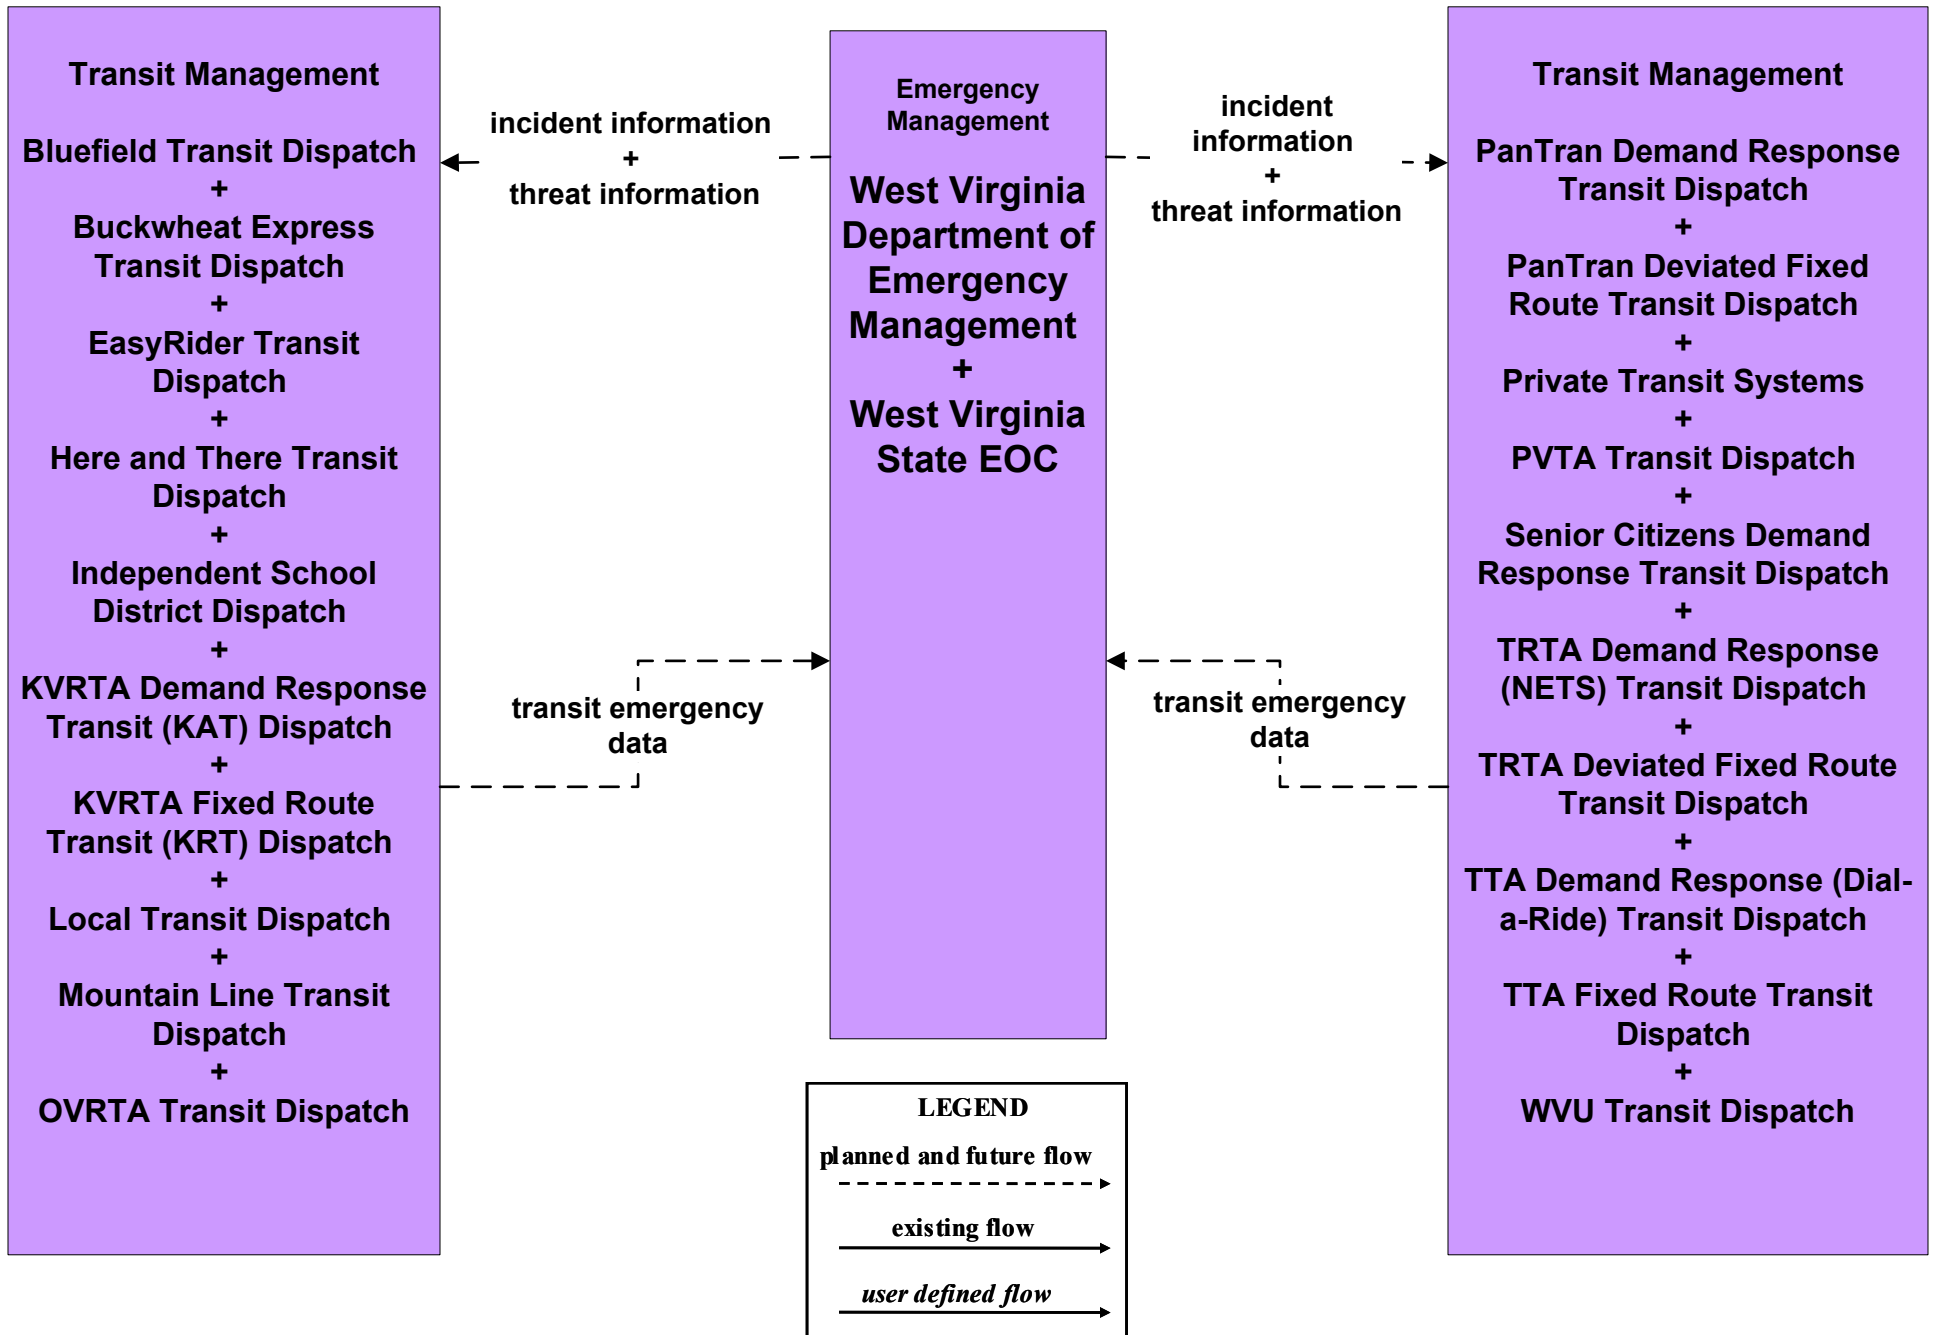 Transit Management
Bluefield Transit Dispatch
+
Buckwheat Express
Transit Dispatch
+
EasyRider Transit
Dispatch
+
Here and There Transit
Dispatch
+
Independent School
District Dispatch
+
KVRTA Demand Response
Transit (KAT) Dispatch
+
KVRTA Fixed Route
Transit (KRT) Dispatch
+
Local Transit Dispatch
+
Mountain Line Transit
Dispatch
+
OVRTA Transit Dispatch
incident information
+
threat information
transit emergency
data
Emergency
Management
West Virginia
Department of
Emergency
Management
+
West Virginia
State EOC
incident
information
+
threat information
transit emergency
data
Transit Management
PanTran Demand Response
Transit Dispatch
+
PanTran Deviated Fixed
Route Transit Dispatch
+
Private Transit Systems
+
PVTA Transit Dispatch
+
Senior Citizens Demand
Response Transit Dispatch
+
TRTA Demand Response
(NETS) Transit Dispatch
+
TRTA Deviated Fixed Route
Transit Dispatch
+
TTA Demand Response (Dial-
a-Ride) Transit Dispatch
+
TTA Fixed Route Transit
Dispatch
+
WVU Transit Dispatch
LEGEND
planned and future flow
existing flow
user defined flow